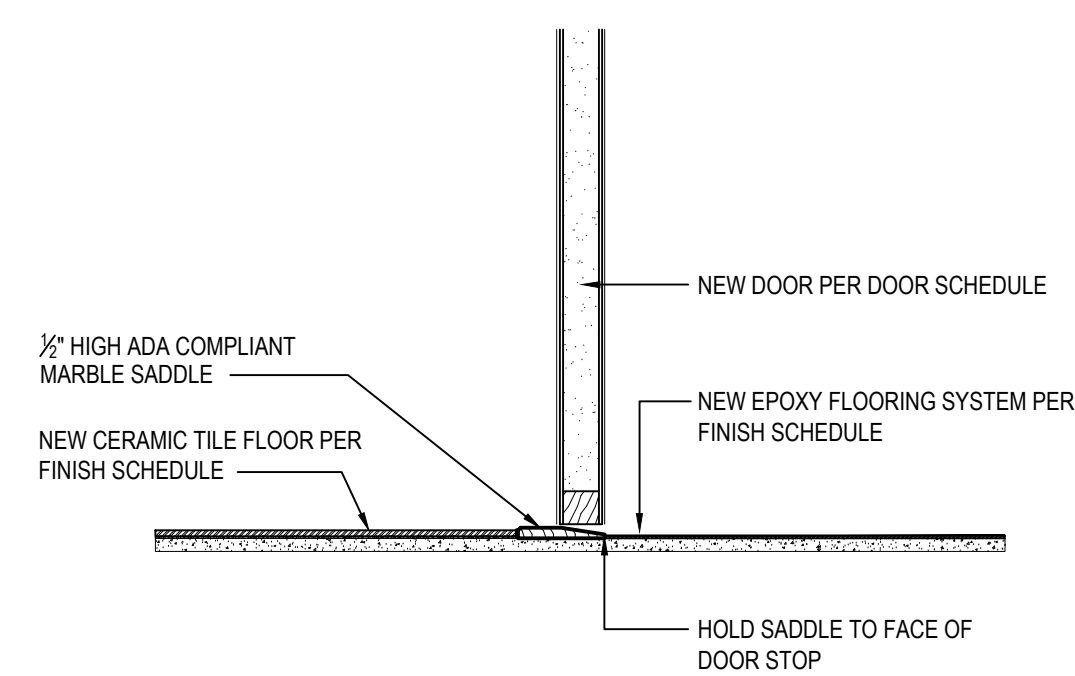 NEW DOOR PER DOOR SCHEDULE
½" HIGH ADA COMPLIANT
MARBLE SADDLE
NEW EPOXY FLOORING SYSTEM PER
FINISH SCHEDULE
NEW CERAMIC TILE FLOOR PER
FINISH SCHEDULE
HOLD SADDLE TO FACE OF
DOOR STOP